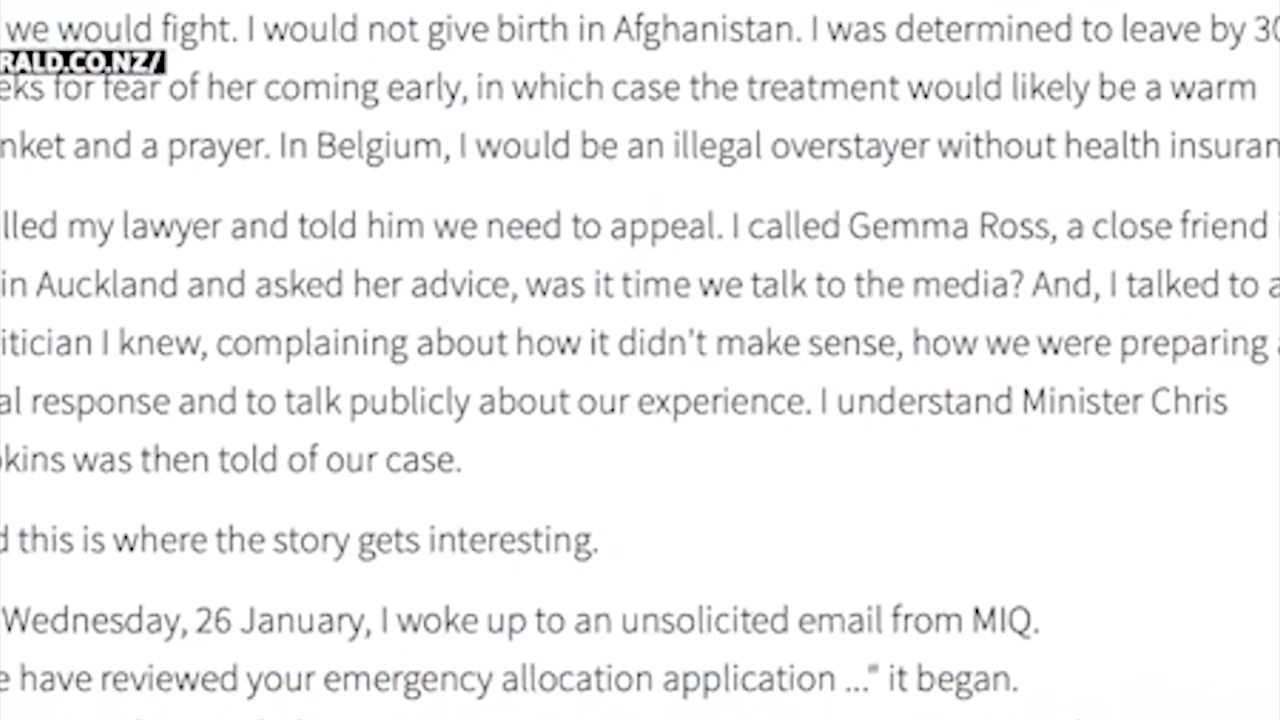 we would fight. I would not give birth in Afghanistan. I was determined to leave by 30
RALD.CO.NZ/
eks for fear of her coming early, in which case the treatment would likely be a warm
nket and a prayer. In Belgium, I would be an illegal overstayer without health insuran
lled my lawyer and told him we need to appeal. I called Gemma Ross, a close friend
in Auckland and asked her advice, was it time we talk to the media? And, I talked to a
itician I knew, complaining about how it didn't make sense, how we were preparing a
al response and to talk publicly about our experience. I understand Minister Chris
kins was then told of our case.
d this is where the story gets interesting.
Wednesday, 26 January, I woke up to an unsolicited email from MIQ.
e have reviewed your emergency allocation application ..." it began.